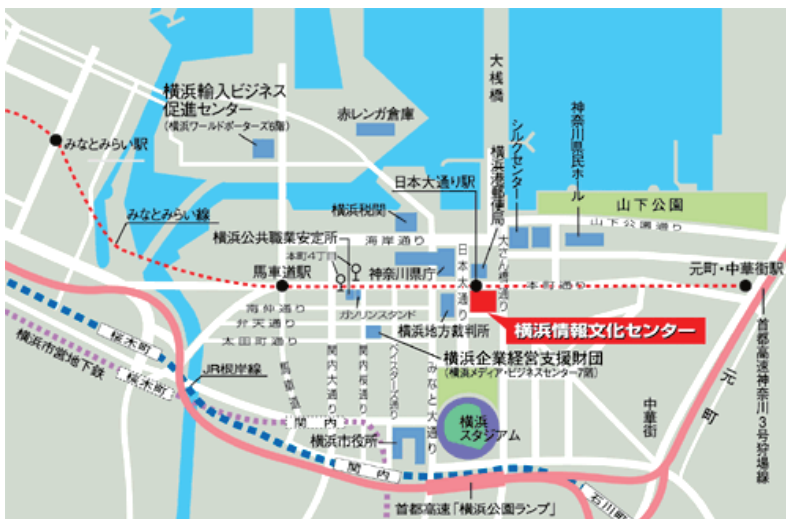 横浜輸入ビジネス
促進センター
(横浜ワールドポーターズ6階)
赤レンガ倉庫
大桟橋
シルクセンター
神奈川県民ホール
横浜港郵便局
日本大通り駅
みなとみらい駅
みなとみらい線
横浜税関
山下公園
山下公園通り
海岸通り
横浜公共職業安定所
本町4丁目
馬車道駅
神奈川県庁
日本大通り
大さん橋通り
本町通り
元町・中華街駅
ガソリンスタンド
横浜地方裁判所
横浜情報文化センター
南仲通り
弁天通り
太田町通り
横浜企業経営支援財団
(横浜メディア・ビジネスセンター7階)
桜木町
桜木町
横浜市営地下鉄
JR根岸線
馬車道
関内大通り
関内桜通り
ベイスターズ通り
みなと大通り
関内
横浜市役所
関内
横浜
スタジアム
中華街
元町
首都高速神奈川3号狩場線
首都高速「横浜公園ランプ」
石川町